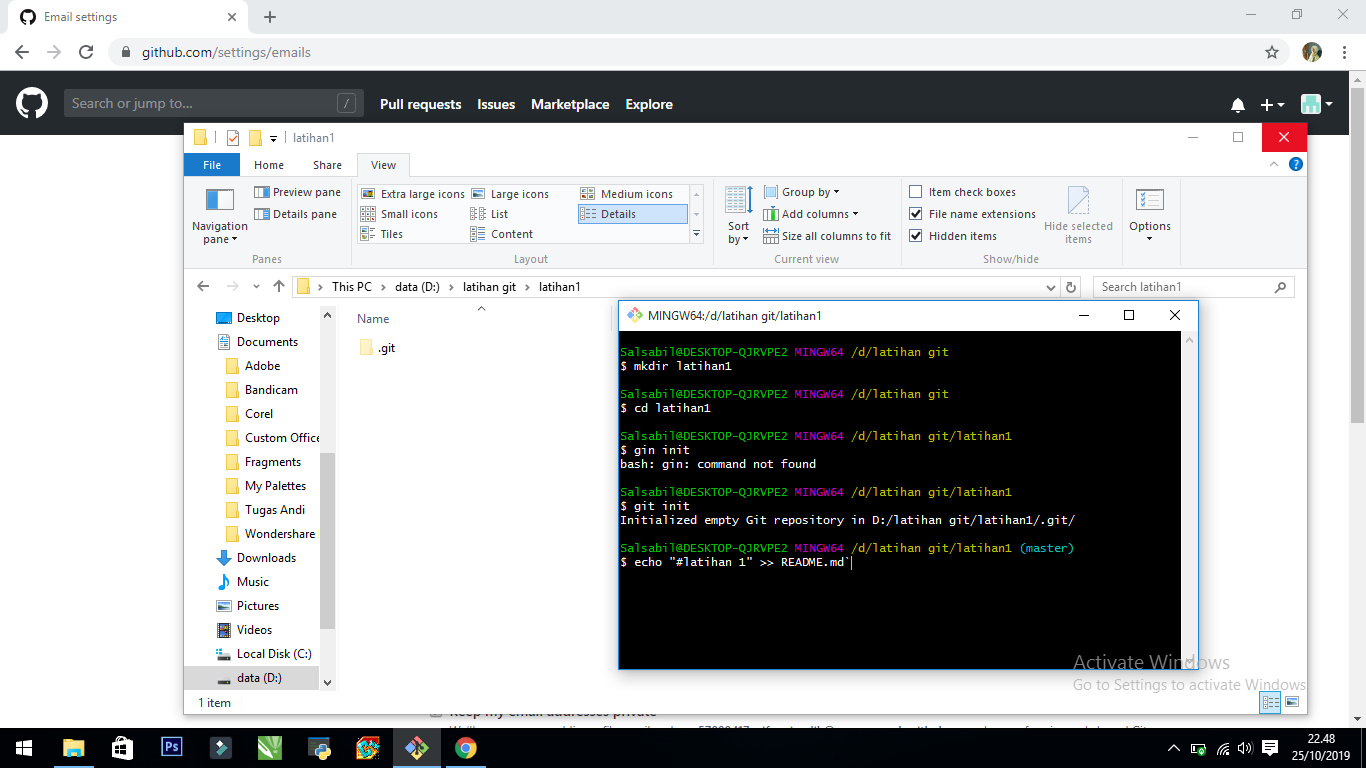 Email settings
github.com/settings/emails
Search or jump to...
/
Pull requests Issues Marketplace Explore
latihan1
File Home Share View
Navigation pane
Preview pane
Details pane
Panes
Extra large icons Large icons Medium icons
Small icons List Details
Tiles Content
Layout
Sort by
Group by
Add columns
Size all columns to fit
Current view
Item check boxes
File name extensions
Hidden items
Hide selected items
Show/hide
Options
This PC > data (D:) > latihan git > latihan1
Search latihan1
Desktop
Documents
Adobe
Bandicam
Corel
Custom Office
Fragments
My Palettes
Tugas Andi
Wondershare
Downloads
Music
Pictures
Videos
Local Disk (C:)
data (D:)
1 item
Name
.git
MINGW64:/d/latihan git/latihan1
Salsabil@DESKTOP-QJRVPE2 MINGW64 /d/latihan git
$ mkdir latihan1
Salsabil@DESKTOP-QJRVPE2 MINGW64 /d/latihan git
$ cd latihan1
Salsabil@DESKTOP-QJRVPE2 MINGW64 /d/latihan git/latihan1
$ gin init
bash: gin: command not found
Salsabil@DESKTOP-QJRVPE2 MINGW64 /d/latihan git/latihan1
$ git init
Initialized empty Git repository in D:/latihan git/latihan1/.git/
Salsabil@DESKTOP-QJRVPE2 MINGW64 /d/latihan git/latihan1 (master)
$ echo "#latihan 1" >> README.md`
Activate Windows
Go to Settings to activate Windows.
Keep my email addresses private
Ps
22.48
25/10/2019